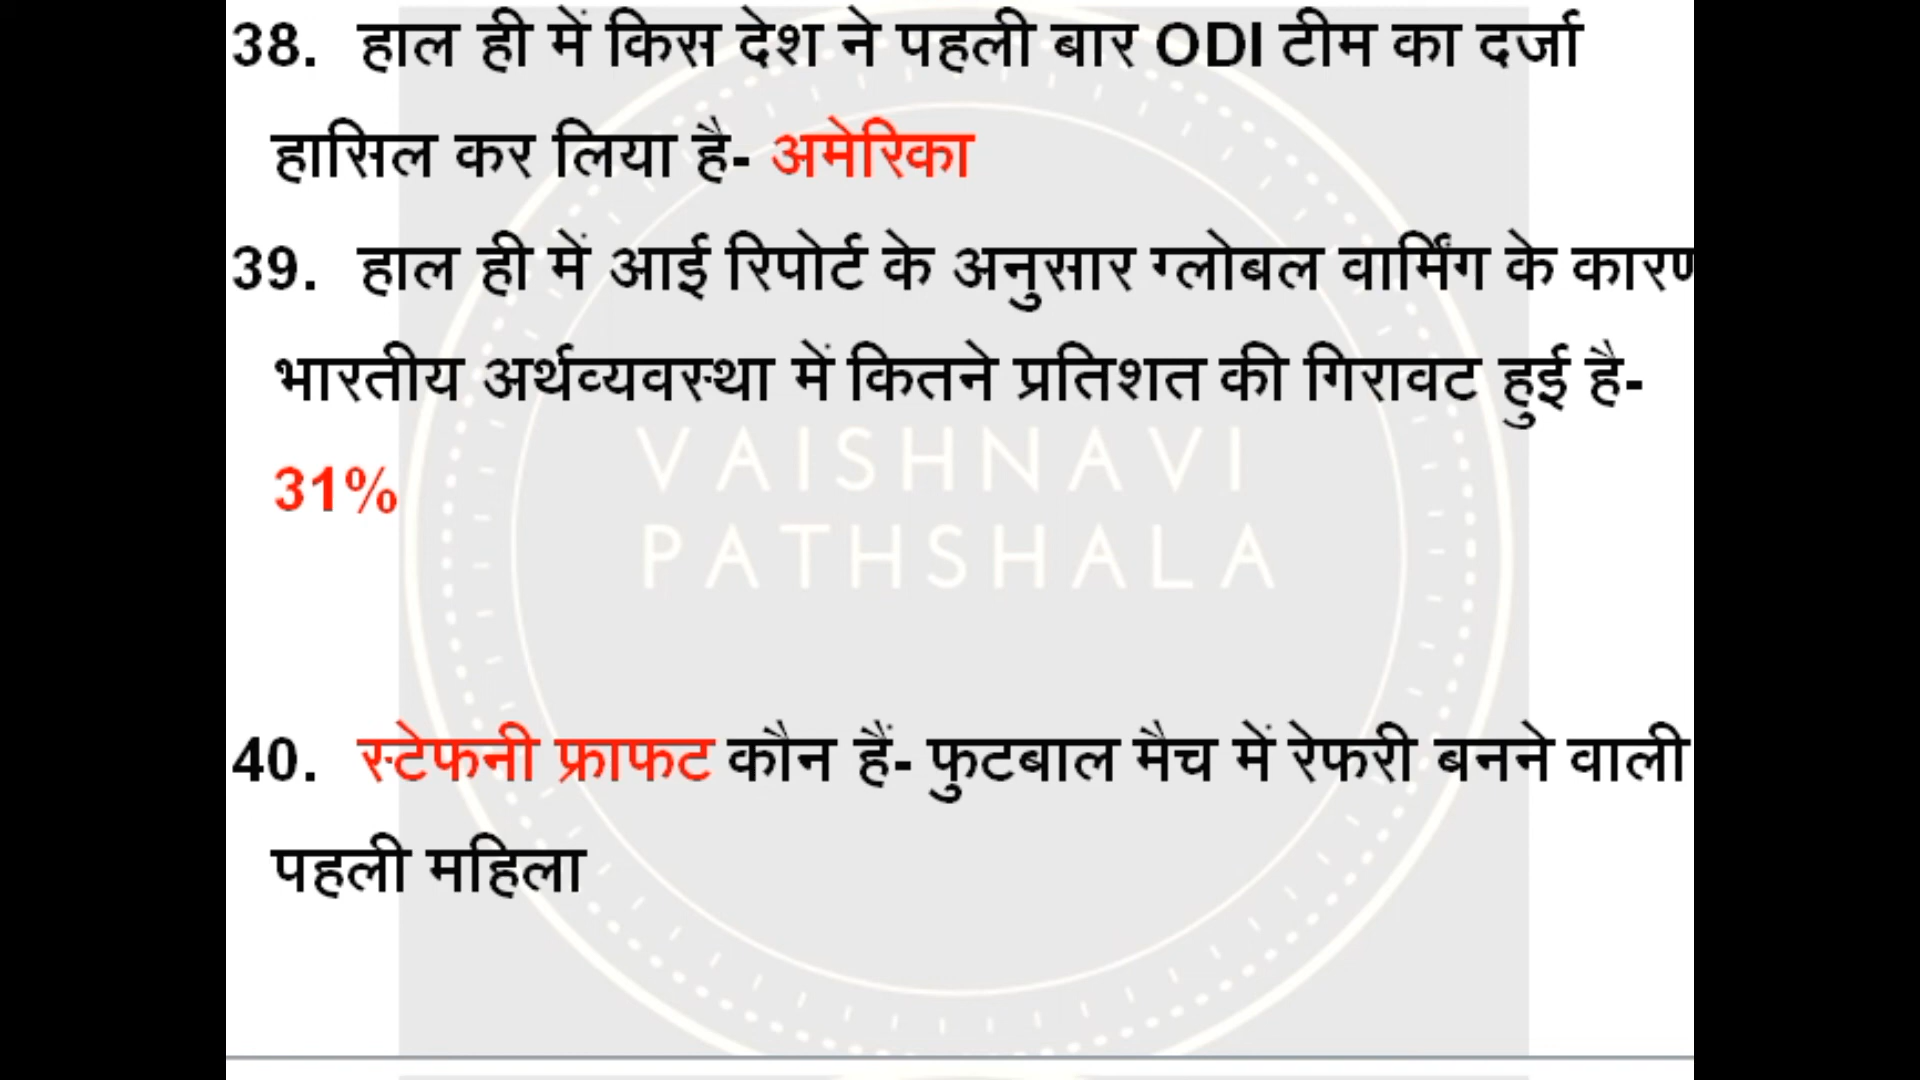 38. हाल ही में किस देश ने पहली बार ODI टीम का दर्जा
हासिल कर लिया है- अमेरिका
39. हाल ही में आई रिपोर्ट के अनुसार ग्लोबल वार्मिंग के कारण
भारतीय अर्थव्यवस्था में कितने प्रतिशत की गिरावट हुई है-
VAISHNAVI
31%
PATHSHALA
40. स्टेफनी फ्राफट कौन हैं- फुटबाल मैच में रेफरी बनने वाली
पहली महिला